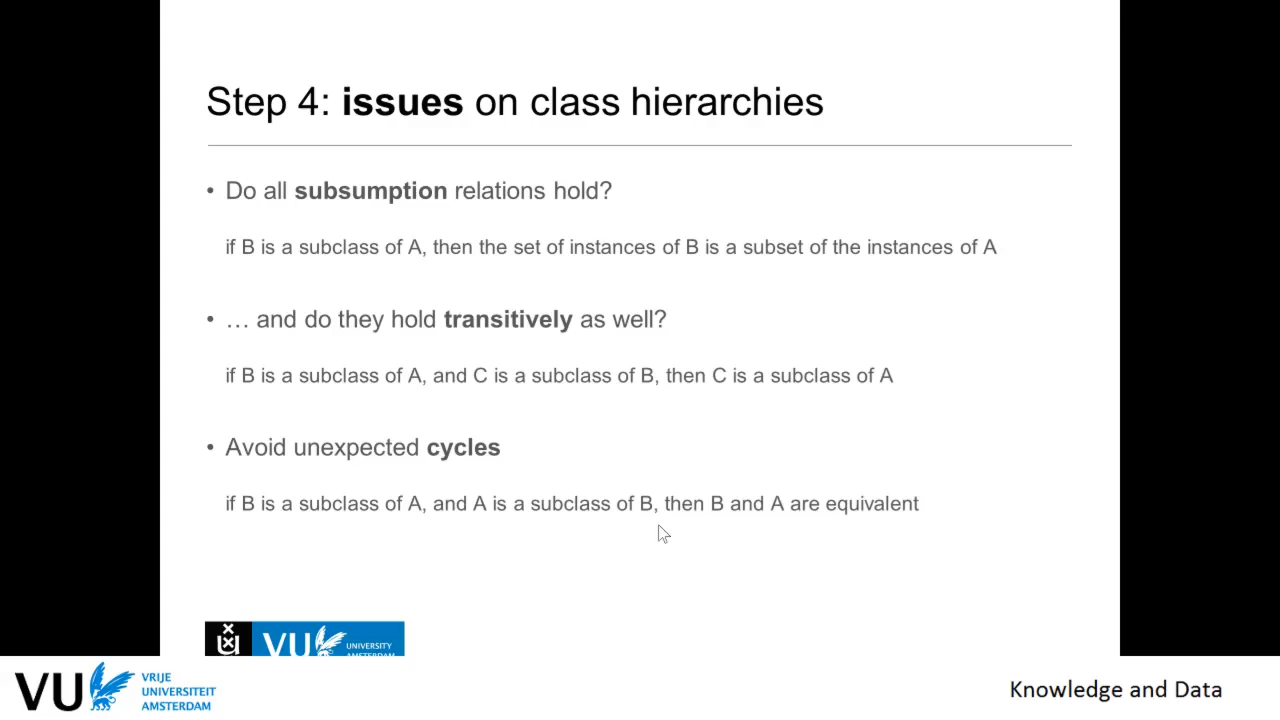 Step 4: issues on class hierarchies
• Do all subsumption relations hold?
if B is a subclass of A, then the set of instances of B is a subset of the instances of A
• … and do they hold transitively as well?
if B is a subclass of A, and C is a subclass of B, then C is a subclass of A
• Avoid unexpected cycles
if B is a subclass of A, and A is a subclass of B, then B and A are equivalent
VU UNIVERSITY
AMSTERDAM
VU VRIJE
UNIVERSITEIT
AMSTERDAM
Knowledge and Data